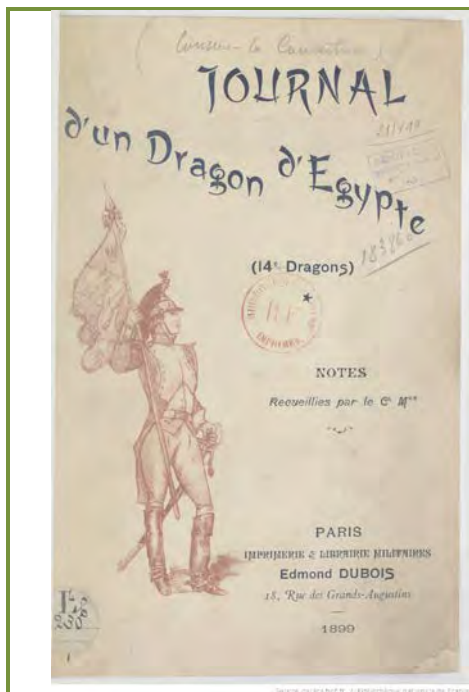 JOURNAL
d'un Dragon d'Egypte
(14e Dragons)
NOTES
Recueillies par le Ct M***
PARIS
IMPRIMERIE & LIBRAIRIE MILITAIRES
Edmond DUBOIS
18, Rue des Grands-Augustins
1899